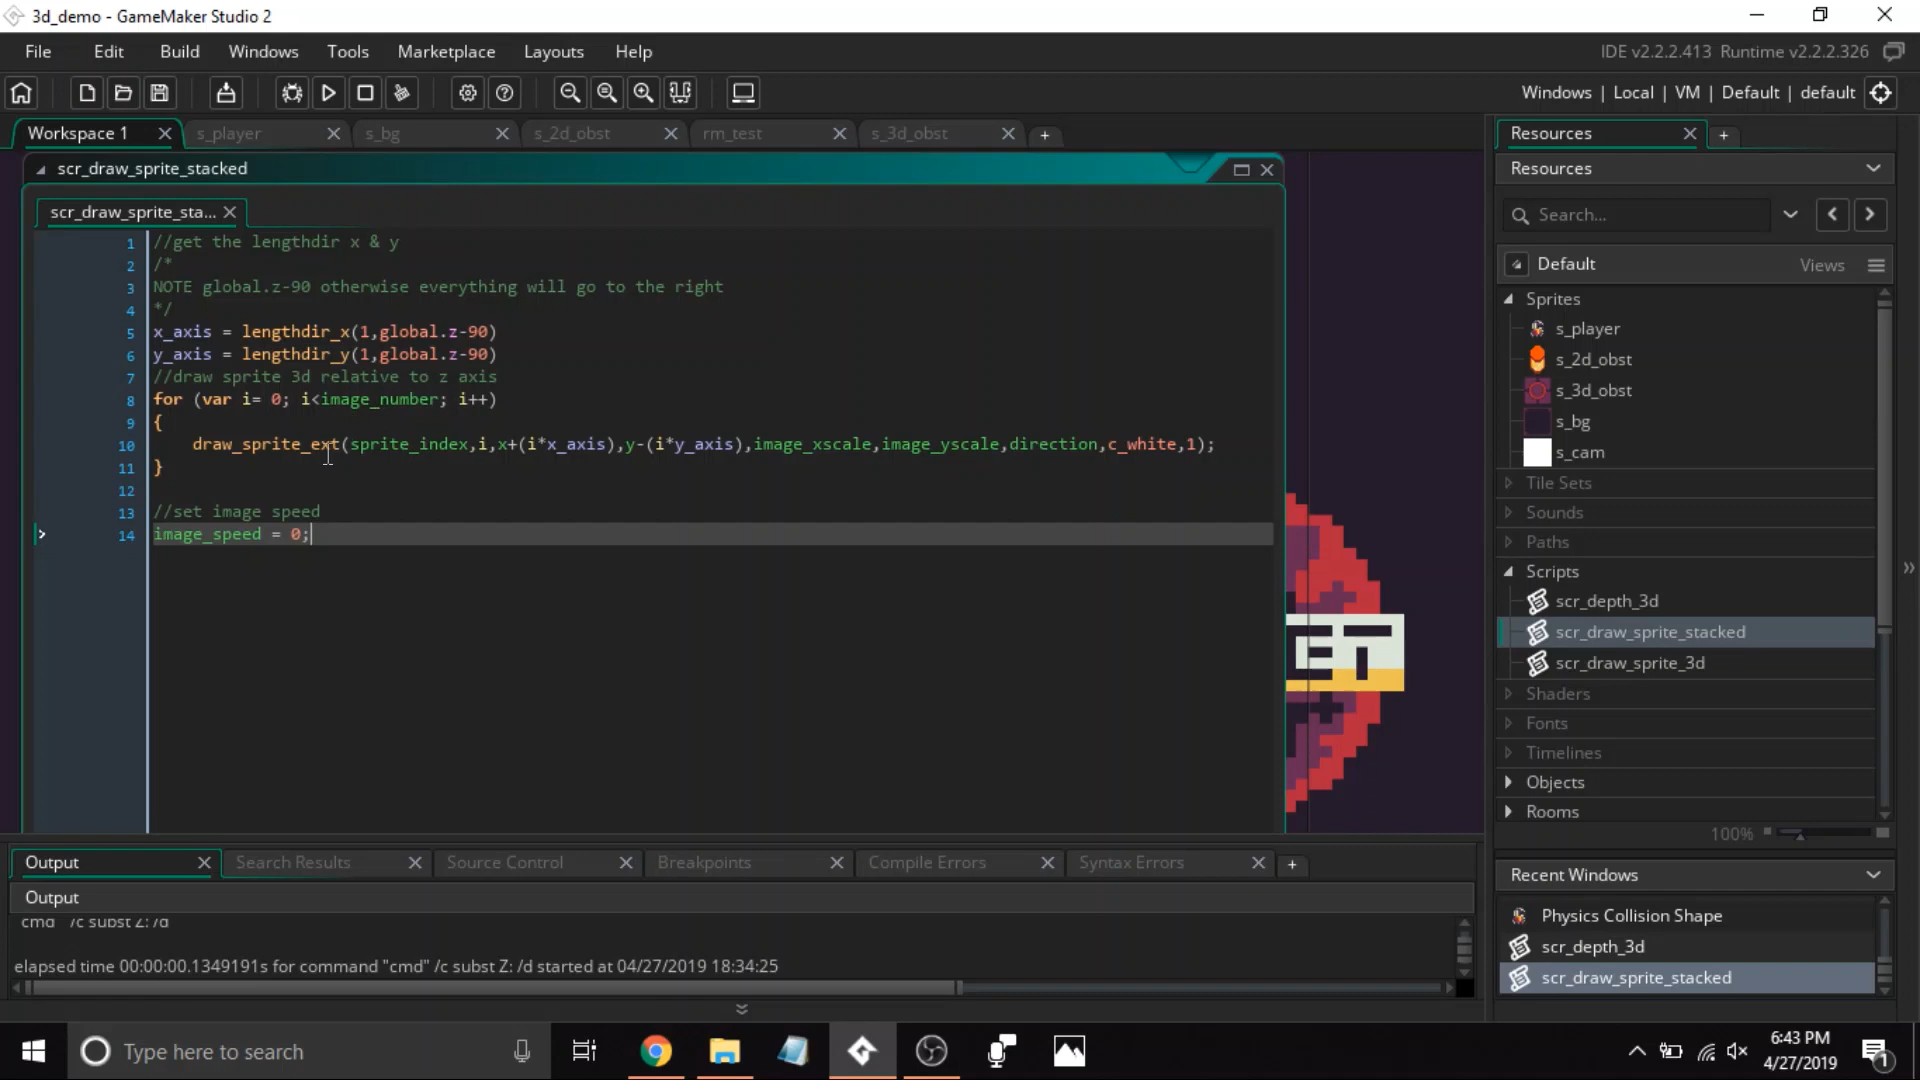 3d_demo - GameMaker Studio 2
File Edit Build Windows Tools Marketplace Layouts Help
IDE v2.2.2.413 Runtime v2.2.2.326
Windows | Local | VM | Default | default
Workspace 1 s_player s_bg s_2d_obst rm_test s_3d_obst
scr_draw_sprite_stacked
scr_draw_sprite_sta...
1 //get the lengthdir x & y
2 /*
3 NOTE global.z-90 otherwise everything will go to the right
4 */
5 x_axis = lengthdir_x(1,global.z-90)
6 y_axis = lengthdir_y(1,global.z-90)
7 //draw sprite 3d relative to z axis
8 for (var i= 0; i<image_number; i++)
9 {
10 draw_sprite_ext(sprite_index,i,x+(i*x_axis),y-(i*y_axis),image_xscale,image_yscale,direction,c_white,1);
11 }
12
13 //set image speed
14 image_speed = 0;
Resources
Resources
Search...
Default Views
Sprites
s_player
s_2d_obst
s_3d_obst
s_bg
s_cam
Tile Sets
Sounds
Paths
Scripts
scr_depth_3d
scr_draw_sprite_stacked
scr_draw_sprite_3d
Shaders
Fonts
Timelines
Objects
Rooms
100%
Recent Windows
Physics Collision Shape
scr_depth_3d
scr_draw_sprite_stacked
Output Search Results Source Control Breakpoints Compile Errors Syntax Errors
Output
cmd /c subst Z: /d
elapsed time 00:00:00.1349191s for command "cmd" /c subst Z: /d started at 04/27/2019 18:34:25
Type here to search
6:43 PM
4/27/2019
1